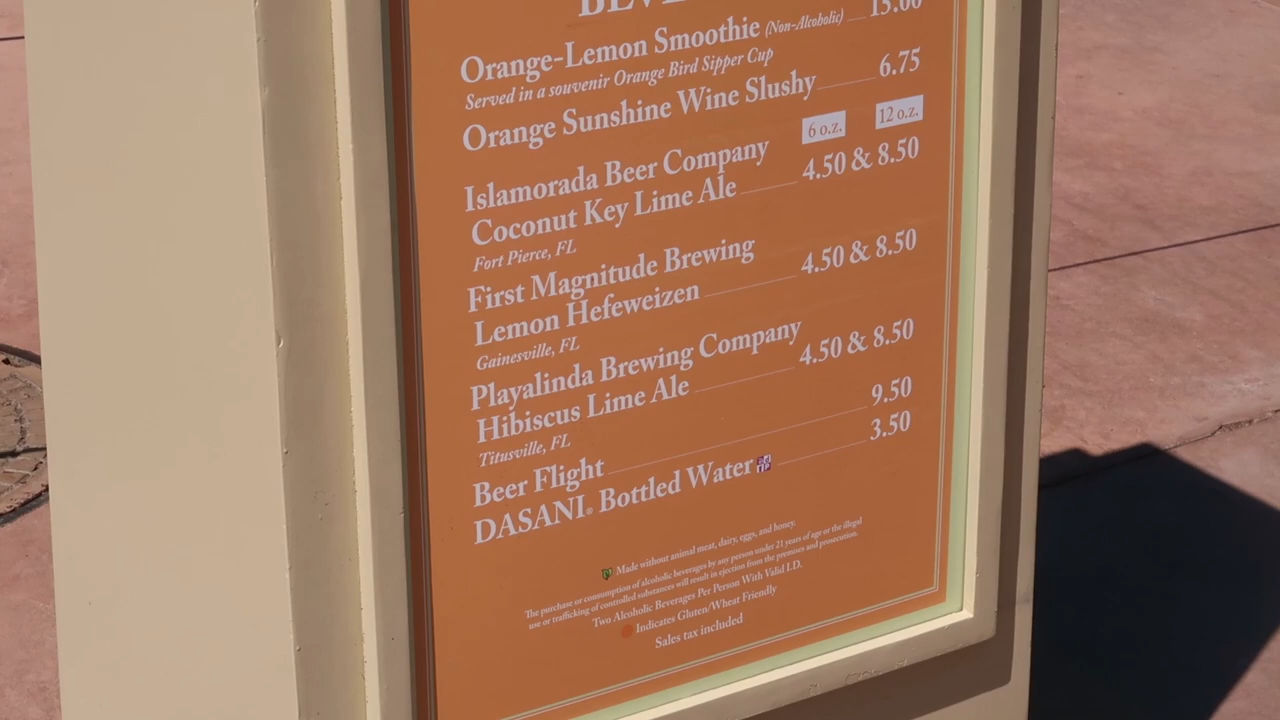 Orange-Lemon Smoothie (Non-Alcoholic) 15.00
Served in a souvenir Orange Bird Sipper Cup
Orange Sunshine Wine Slushy 6.75
6 o.z. 12 o.z.
Islamorada Beer Company
Coconut Key Lime Ale 4.50 & 8.50
Fort Pierce, FL
First Magnitude Brewing
Lemon Hefeweizen 4.50 & 8.50
Gainesville, FL
Playalinda Brewing Company
Hibiscus Lime Ale 4.50 & 8.50
Titusville, FL
Beer Flight 9.50
DASANI® Bottled Water 3.50
Made without animal meat, dairy, eggs, and honey.
The purchase or consumption of alcoholic beverages by any person under 21 years of age or the illegal
use or trafficking of controlled substances will result in ejection from the premises and prosecution.
Two Alcoholic Beverages Per Person With Valid I.D.
Indicates Gluten/Wheat Friendly
Sales tax included